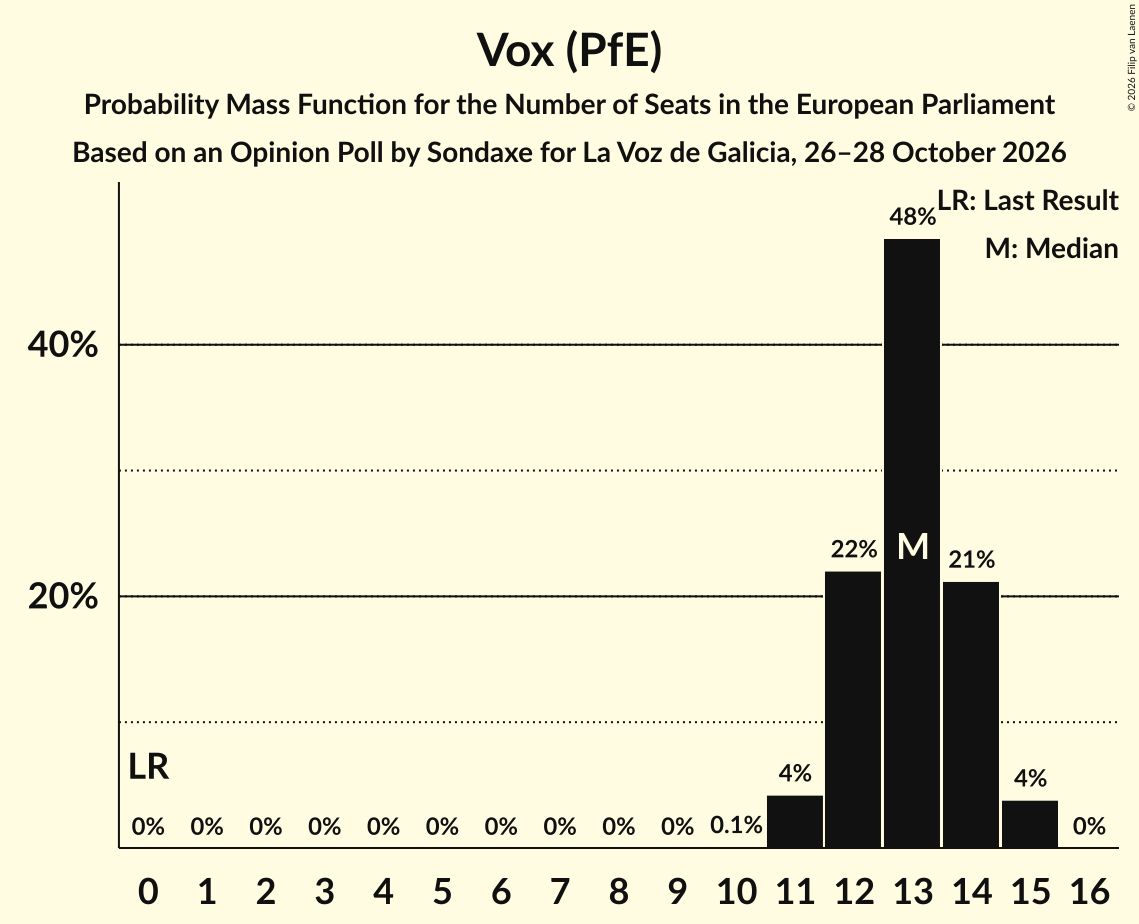 © 2026 Filip van Laenen
Vox (PfE)
Probability Mass Function for the Number of Seats in the European Parliament
Based on an Opinion Poll by Sondaxe for La Voz de Galicia, 26–28 October 2026
LR: Last Result
M: Median
48%
40%
22%
M
21%
20%
LR
4%
4%
0% 0% 0% 0% 0% 0% 0% 0% 0% 0% 0.1% 0%
0 1 2 3 4 5 6 7 8 9 10 11 12 13 14 15 16